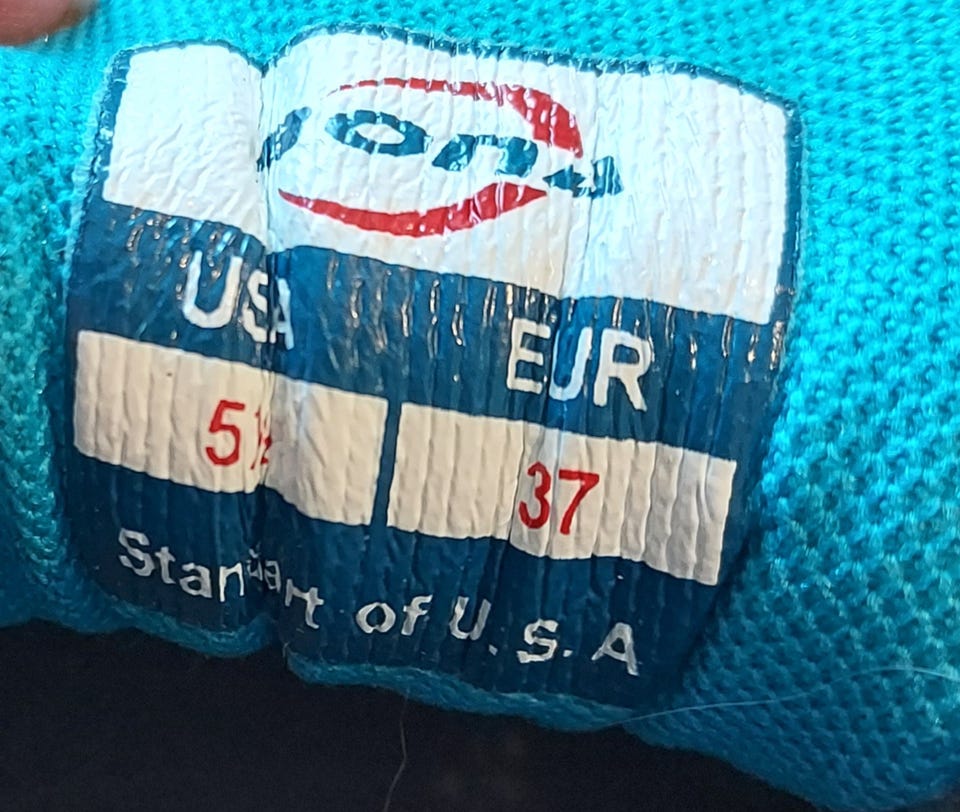 USA EUR
5½ 37
Standart of U.S.A